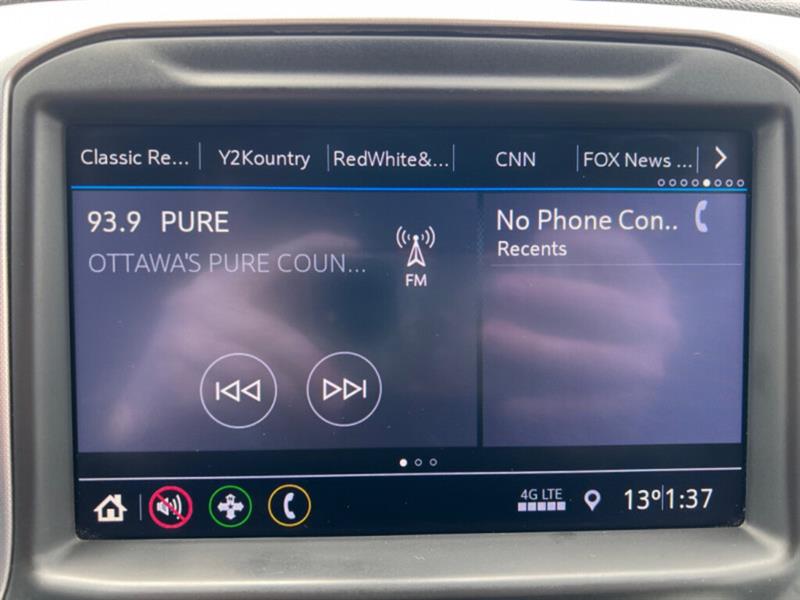 Classic Re... Y2Kountry RedWhite&... CNN FOX News ...
93.9 PURE
OTTAWA'S PURE COUN...
FM
No Phone Con..
Recents
4G LTE 13º 1:37